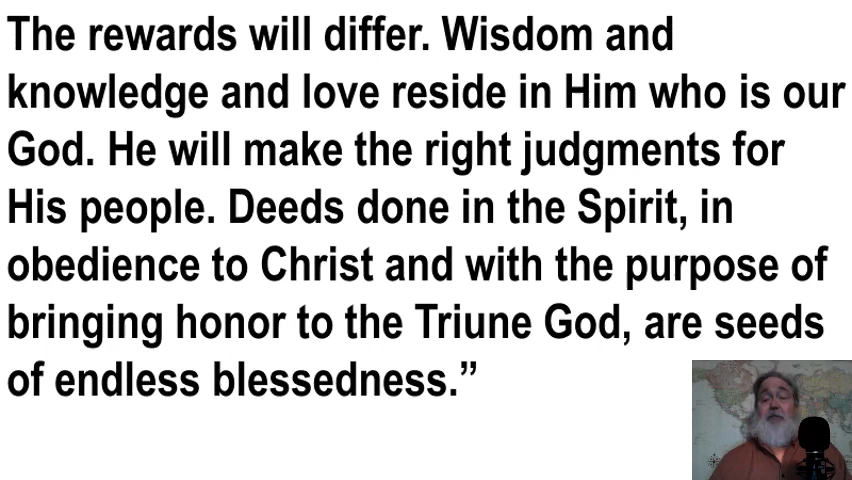 The rewards will differ. Wisdom and
knowledge and love reside in Him who is our
God. He will make the right judgments for
His people. Deeds done in the Spirit, in
obedience to Christ and with the purpose of
bringing honor to the Triune God, are seeds
of endless blessedness.”